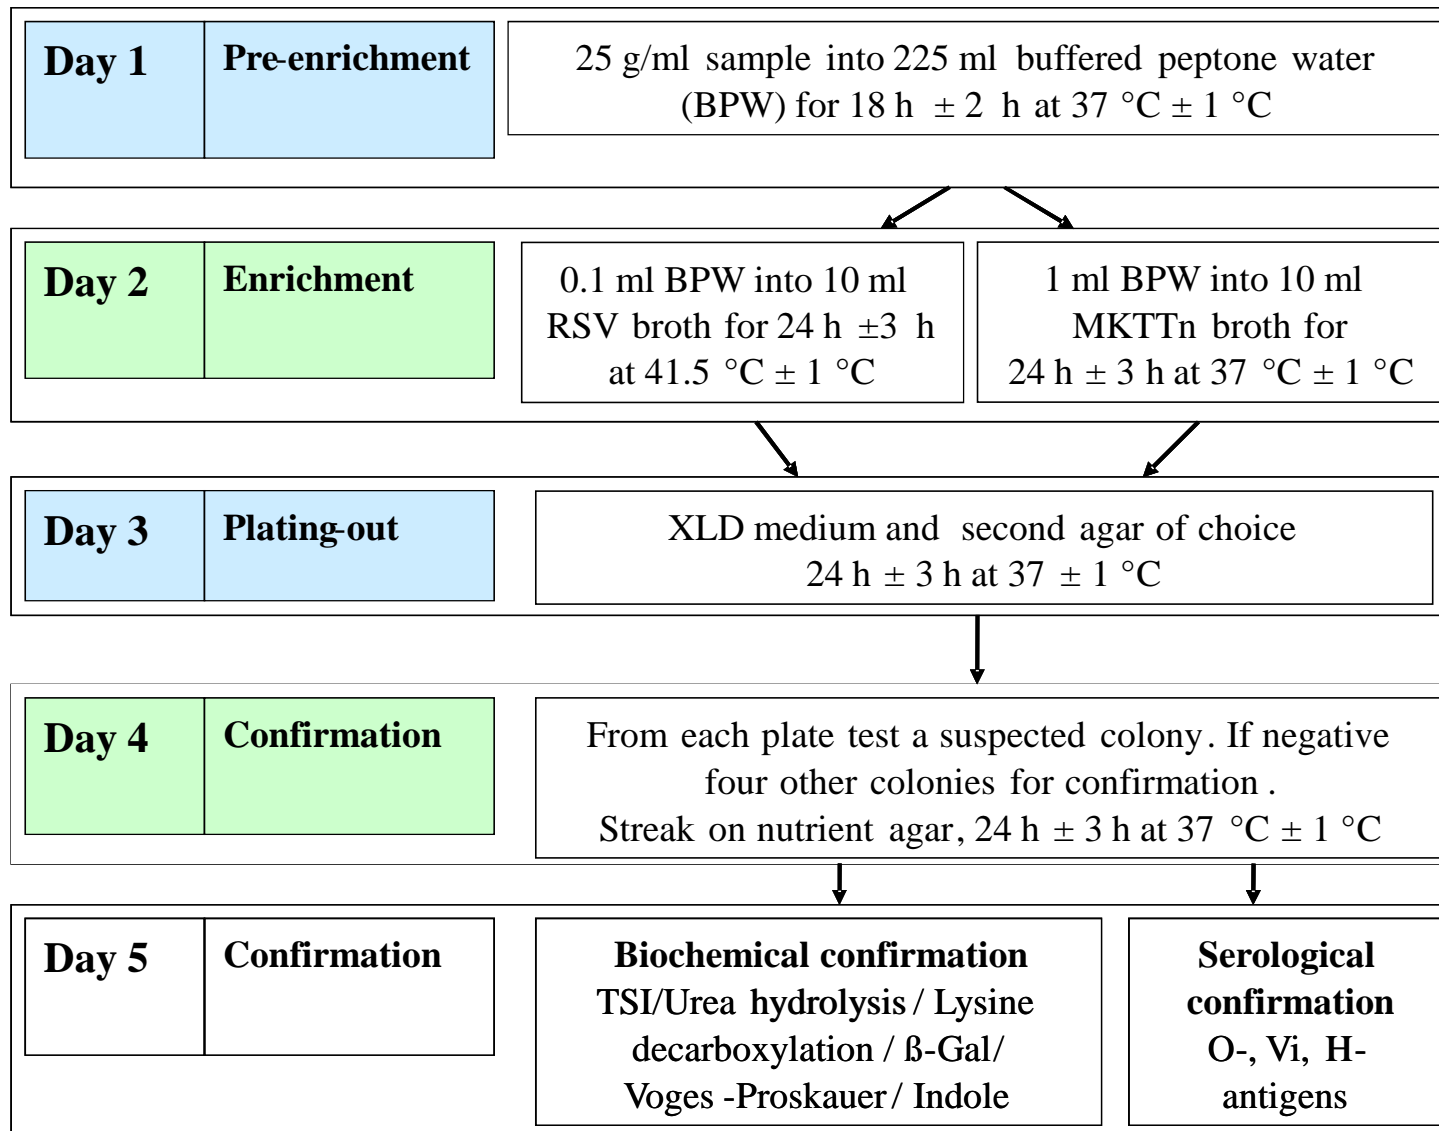 Day 1
Pre-enrichment
25 g/ml sample into 225 ml buffered peptone water
(BPW) for 18 h ± 2 h at 37 °C ± 1 °C
Day 2
Enrichment
0.1 ml BPW into 10 ml
RSV broth for 24 h ±3 h
at 41.5 °C ± 1 °C
1 ml BPW into 10 ml
MKTTn broth for
24 h ± 3 h at 37 °C ± 1 °C
Day 3
Plating-out
XLD medium and second agar of choice
24 h ± 3 h at 37 ± 1 °C
Day 4
Confirmation
From each plate test a suspected colony. If negative
four other colonies for confirmation .
Streak on nutrient agar, 24 h ± 3 h at 37 °C ± 1 °C
Day 5
Confirmation
Biochemical confirmation
TSI/Urea hydrolysis / Lysine
decarboxylation / ß-Gal/
Voges -Proskauer / Indole
Serological
confirmation
O-, Vi, H-
antigens